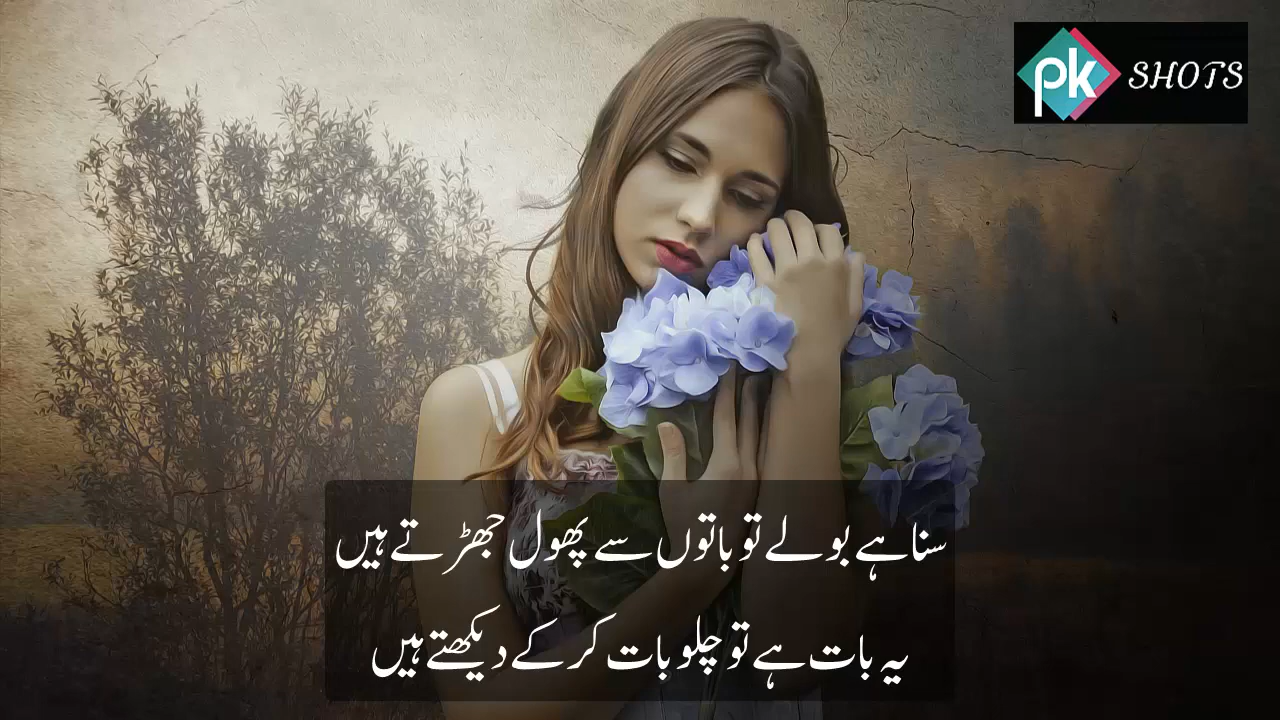 pk SHOTS
سنا ہے بولے تو باتوں سے پھول جھڑتے ہیں
یہ بات ہے تو چلو بات کر کے دیکھتے ہیں